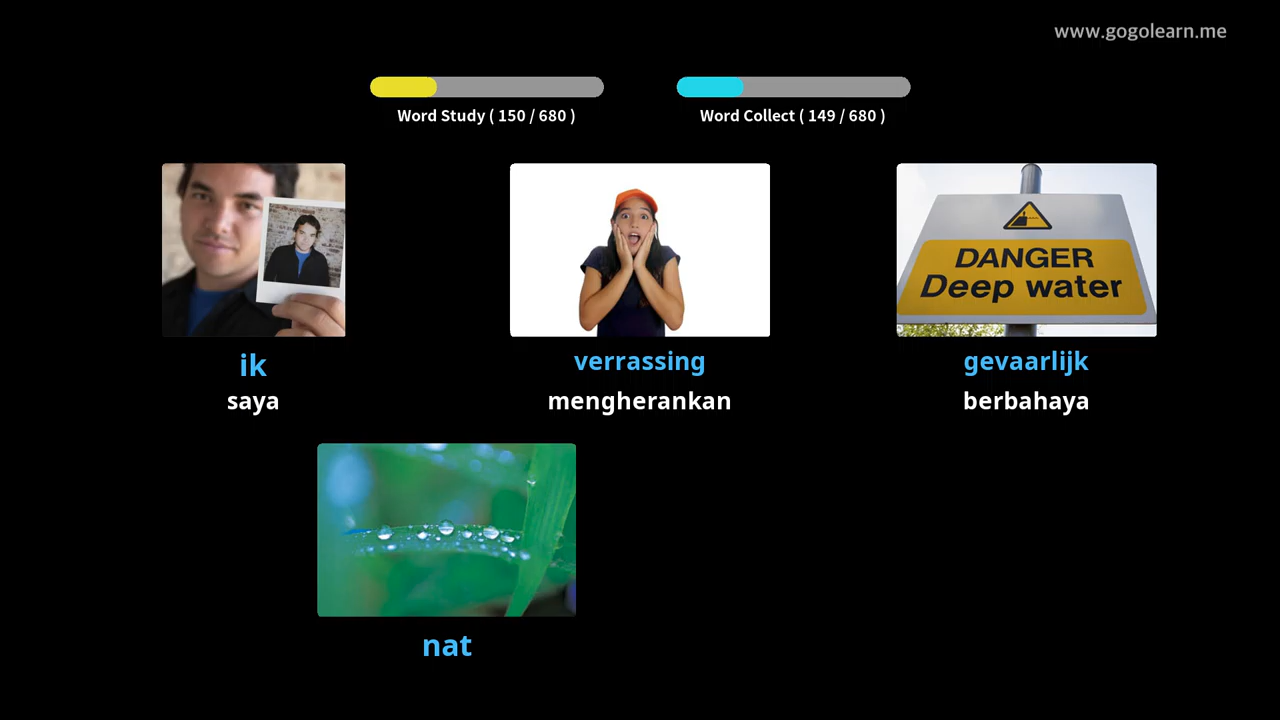 www.gogolearn.me
Word Study ( 150 / 680 )
Word Collect ( 149 / 680 )
DANGER
Deep water
ik
verrassing
gevaarlijk
saya
mengherankan
berbahaya
nat